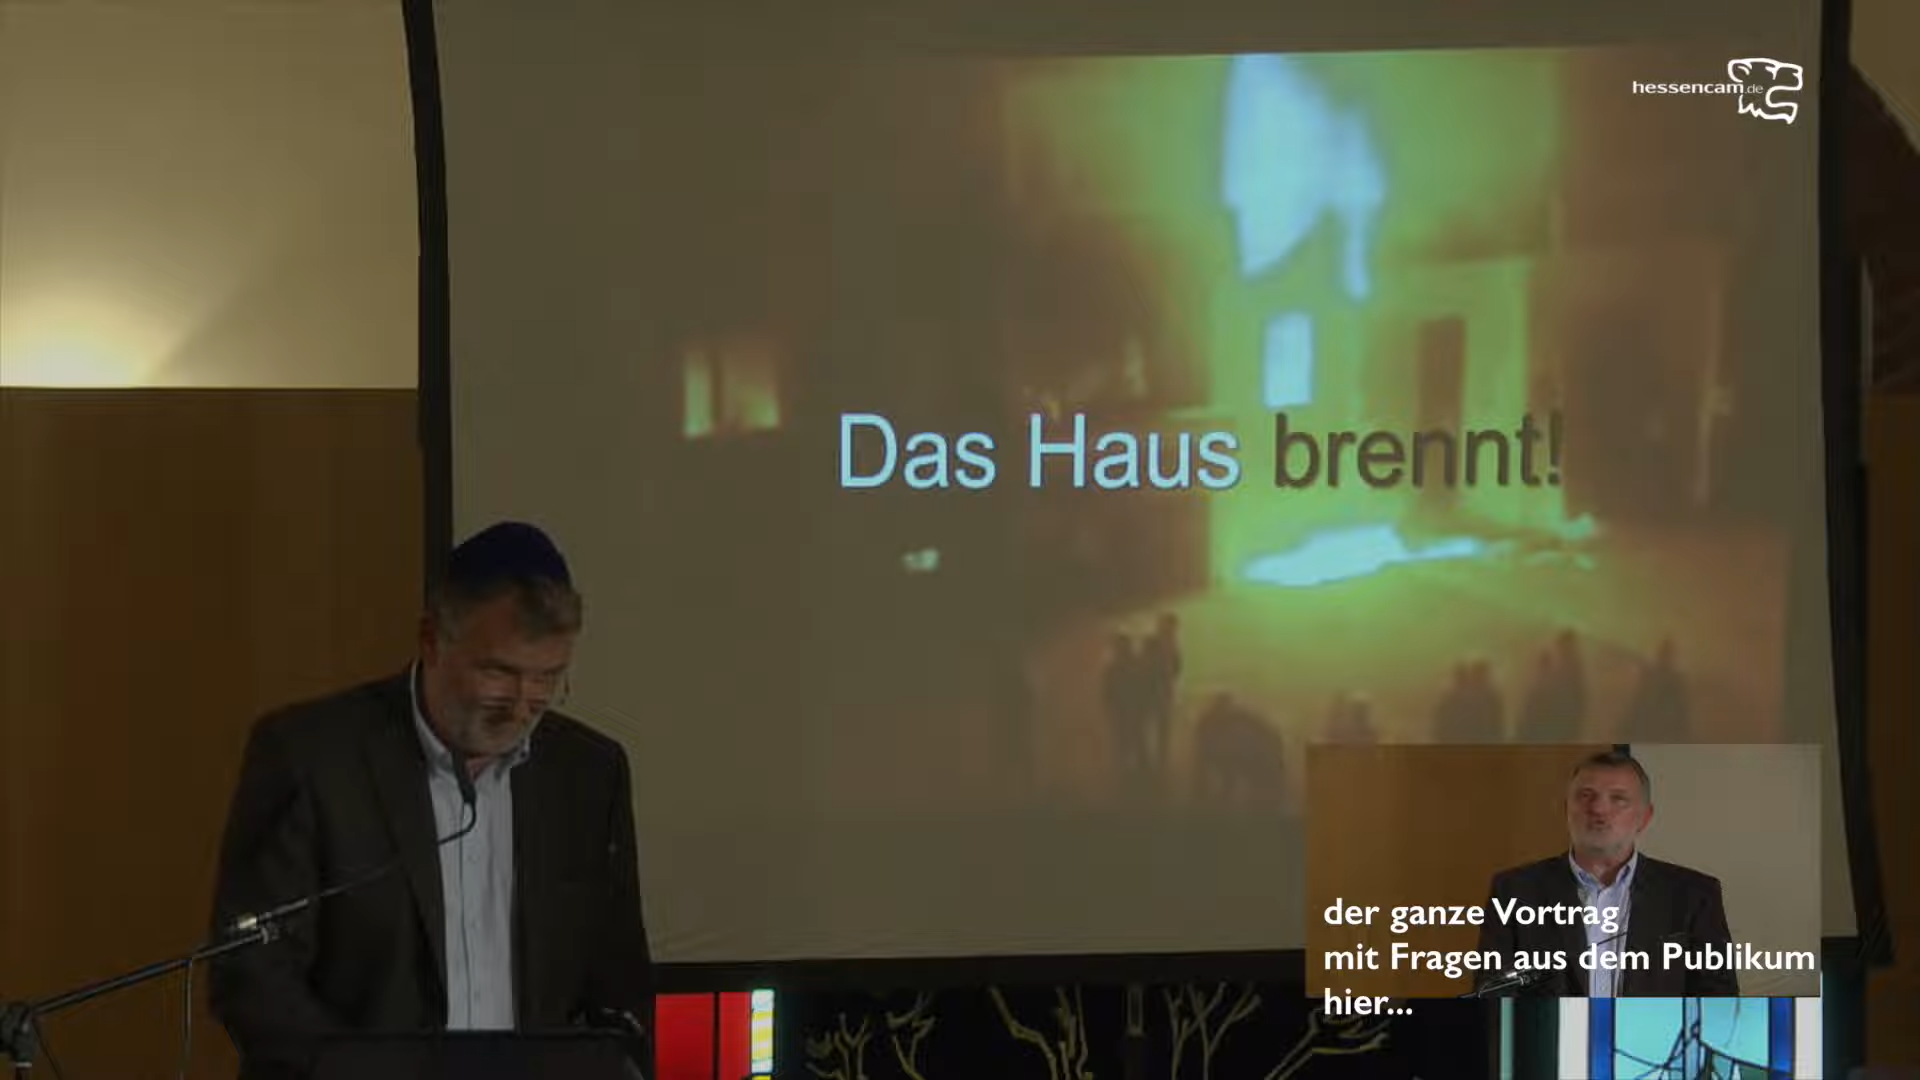 hessencam.de
Das Haus brennt!
der ganze Vortrag
mit Fragen aus dem Publikum
hier...